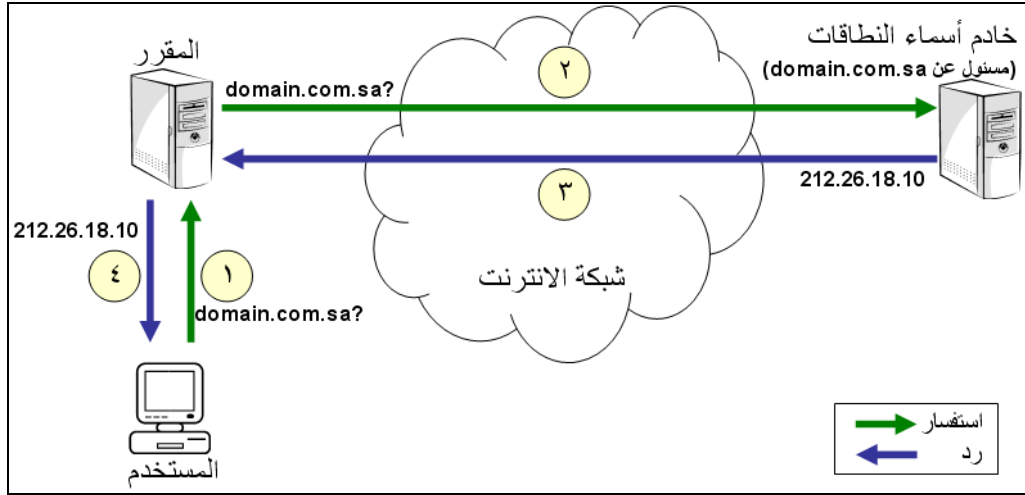 خادم أسماء النطاقات
(مسئول عن domain.com.sa)
المقرر
٢
domain.com.sa?
٣
212.26.18.10
212.26.18.10
٤
١
domain.com.sa?
شبكة الانترنت
المستخدم
استفسار
رد